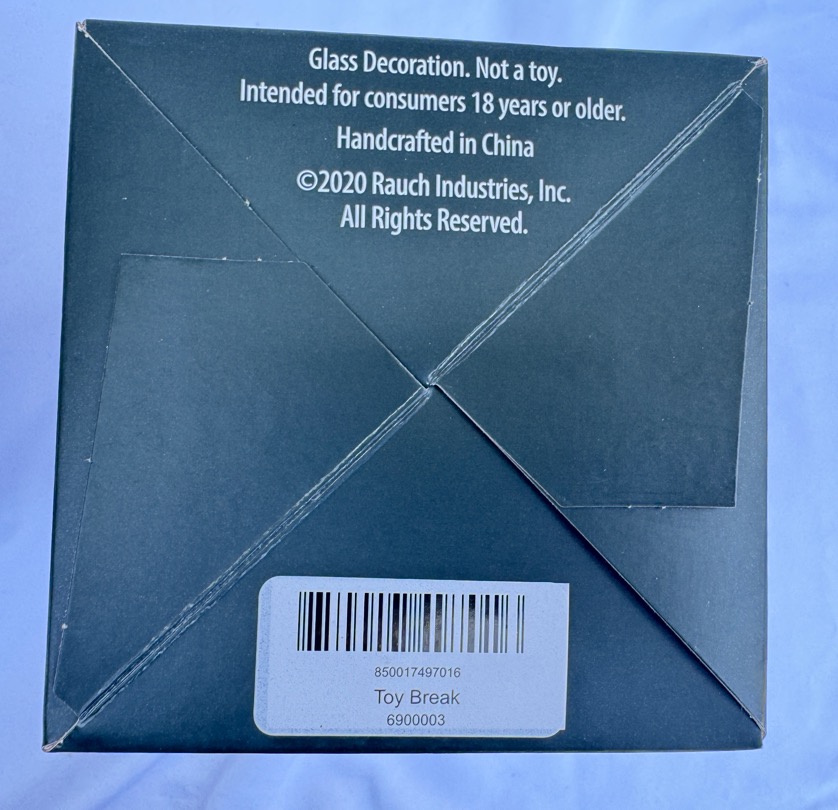 Glass Decoration. Not a toy.
Intended for consumers 18 years or older.
Handcrafted in China
©2020 Rauch Industries, Inc.
All Rights Reserved.
850017497016
Toy Break
6900003